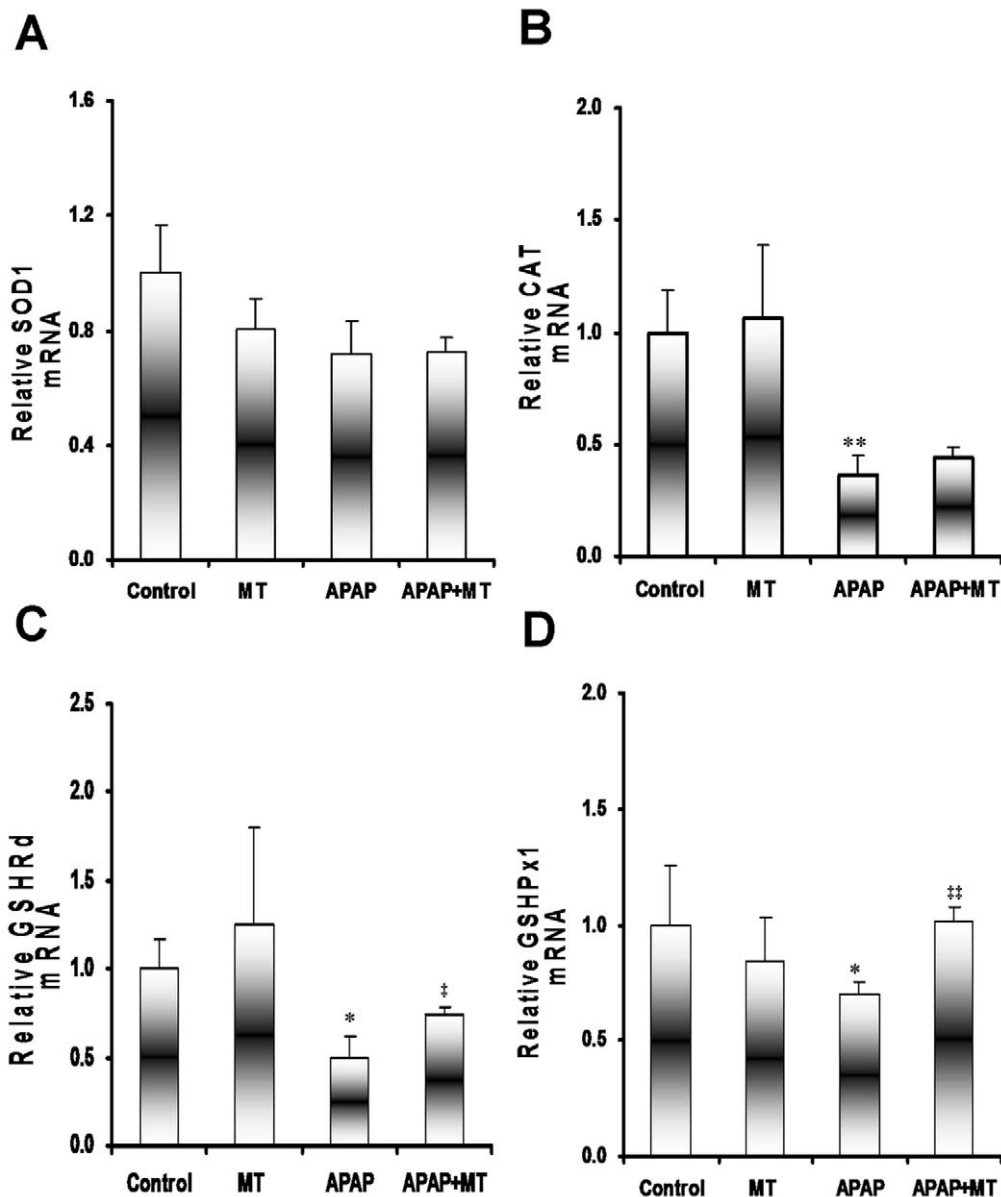 A
Relative SOD1
mRNA
1.6
1.2
0.8
0.4
0.0
Control MT APAP APAP+MT
B
Relative CAT
mRNA
2.0
1.5
1.0
0.5
0.0
**
Control MT APAP APAP+MT
C
Relative GSHRd
mRNA
2.5
2.0
1.5
1.0
0.5
0.0
* ‡
Control MT APAP APAP+MT
D
Relative GSHPx1
mRNA
2.0
1.5
1.0
0.5
0.0
* ‡‡
Control MT APAP APAP+MT